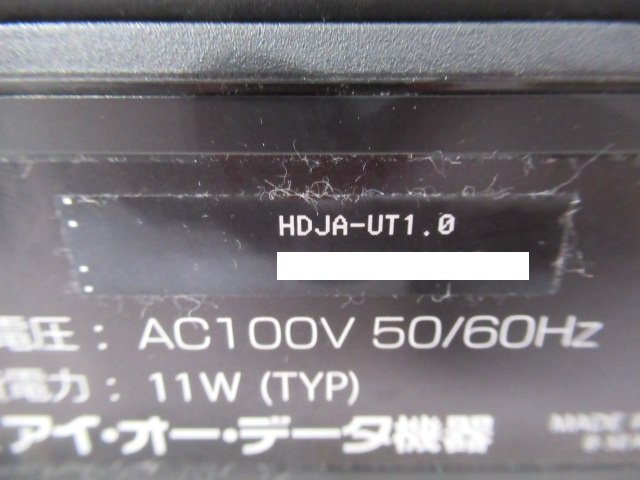 HDJA-UT1.0
電圧: AC100V 50/60Hz
電力: 11W (TYP)
アイ・オー・データ機器
MADE